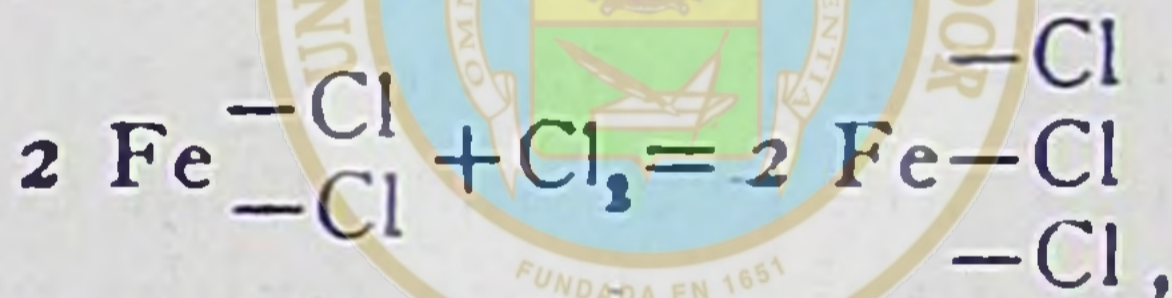 —Cl —Cl
2 Fe + Cl₂ = 2 Fe—Cl
—Cl —Cl,
FUNDADA EN 1651